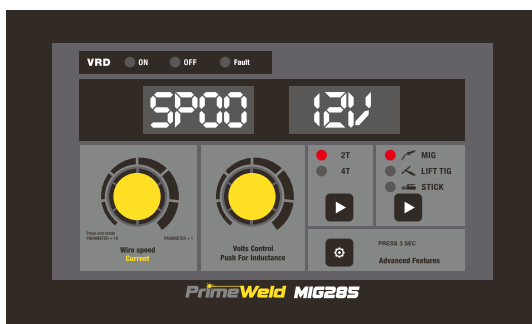 VRD ON OFF Fault
SP00 12V
2T
4T
MIG
LIFT TIG
STICK
Press and rotate
PARAMETER + 10
PARAMETER + 1
Wire speed
Current
Volts Control
Push For Inductance
PRESS 3 SEC
Advanced Features
PrimeWeld MIG285